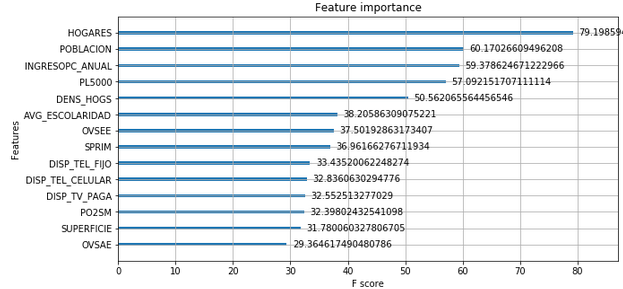 Feature importance
HOGARES 79.19859
POBLACION 60.17026609496208
INGRESOPC_ANUAL 59.378624671222966
PL5000 57.092151707111114
DENS_HOGS 50.562065564456546
AVG_ESCOLARIDAD 38.20586309075221
OVSEE 37.50192863173407
SPRIM 36.96166276711934
DISP_TEL_FIJO 33.43520062248274
DISP_TEL_CELULAR 32.8360630294776
DISP_TV_PAGA 32.552513277029
PO2SM 32.39802432541098
SUPERFICIE 31.780060327806705
OVSAE 29.364617490480786
Features
0 10 20 30 40 50 60 70 80
F score